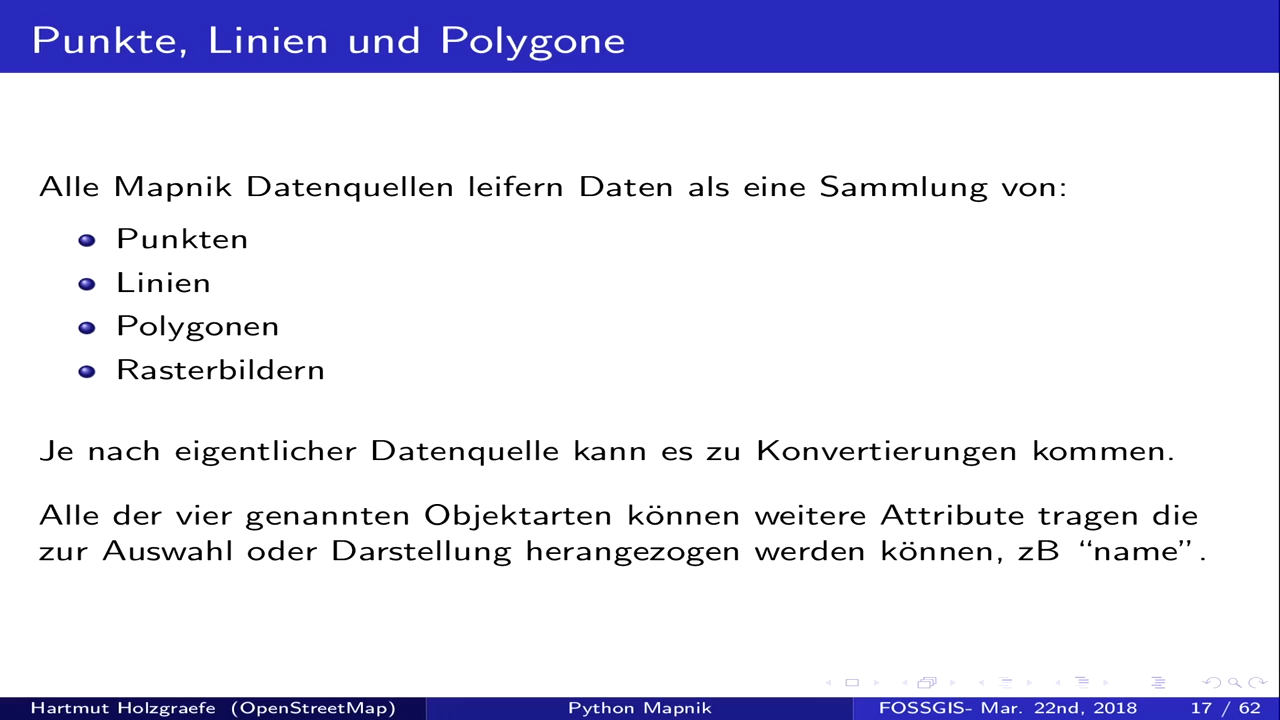 Punkte, Linien und Polygone
Alle Mapnik Datenquellen leifern Daten als eine Sammlung von:
Punkten
Linien
Polygonen
Rasterbildern
Je nach eigentlicher Datenquelle kann es zu Konvertierungen kommen.
Alle der vier genannten Objektarten können weitere Attribute tragen die
zur Auswahl oder Darstellung herangezogen werden können, zB “name”.
Hartmut Holzgraefe (OpenStreetMap)
Python Mapnik
FOSSGIS- Mar. 22nd, 2018
17 / 62